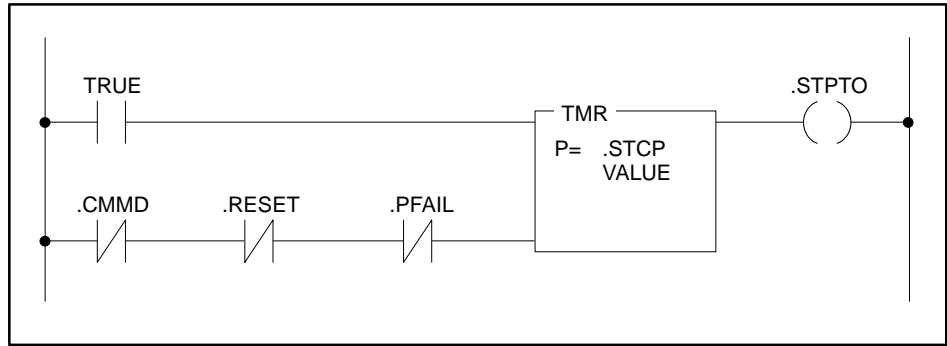 TRUE
.STPTO
TMR
P= .STCP
VALUE
.CMMD
.RESET
.PFAIL